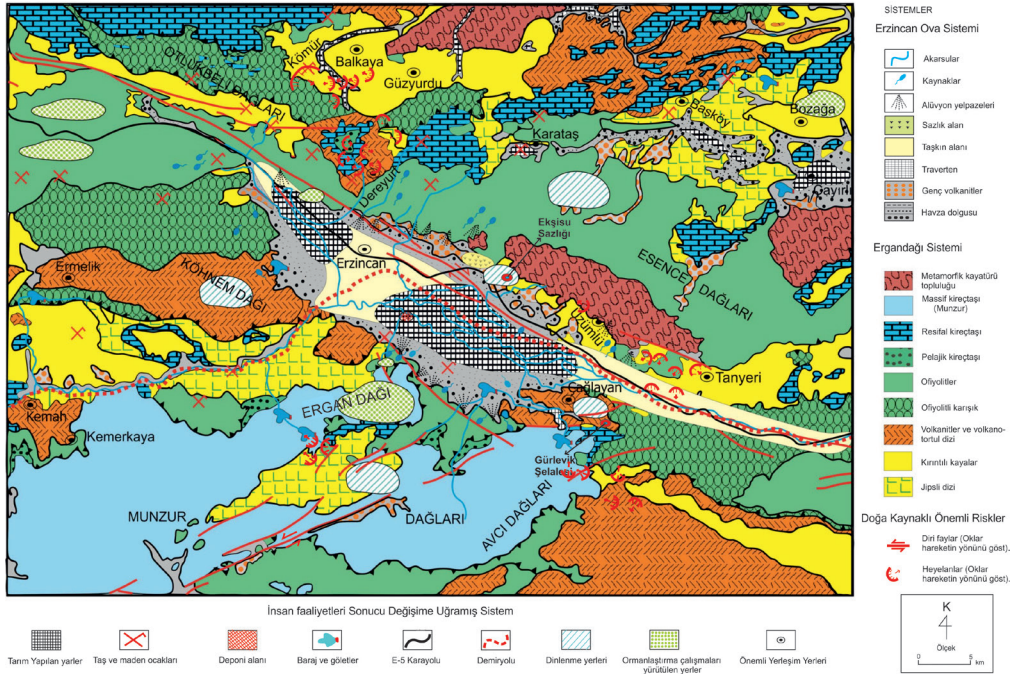 OTLUKBELİ DAĞLARI
Kömür
Balkaya
Güzyurdu
Başköy
Bozağa
Karataş
Çayırlı
Dereyurt
Ekşisu
Sazlığı
Erzincan
ESENCE DAĞLARI
Ermelik
KÖHNEM DAĞI
Üzümlü
Tanyeri
Çağlayan
Kemah
ERGAN DAĞI
Kemerkaya
Gürlevik
Şelalesi
MUNZUR
DAĞLARI
AVCI DAĞLARI
SİSTEMLER
Erzincan Ova Sistemi
Akarsular
Kaynaklar
Alüvyon yelpazeleri
Sazlık alan
Taşkın alanı
Traverten
Genç volkanitler
Havza dolgusu
Ergandağı Sistemi
Metamorfik kayatürü
topluluğu
Massif kireçtaşı
(Munzur)
Resifal kireçtaşı
Pelajik kireçtaşı
Ofiyolitler
Ofiyolitli karışık
Volkanitler ve volkano-
tortul dizi
Kırıntılı kayalar
Jipsli dizi
Doğa Kaynaklı Önemli Riskler
Diri faylar (Oklar
hareketin yönünü göst).
Heyelanlar (Oklar
hareketin yönünü göst).
K
Ölçek
0 5
km
İnsan faaliyetleri Sonucu Değişime Uğramış Sistem
Tarım Yapılan yerler
Taş ve maden ocakları
Deponi alanı
Baraj ve göletler
E-5 Karayolu
Demiryolu
Dinlenme yerleri
Ormanlaştırma çalışmaları
yürütülen yerler
Önemli Yerleşim Yerleri